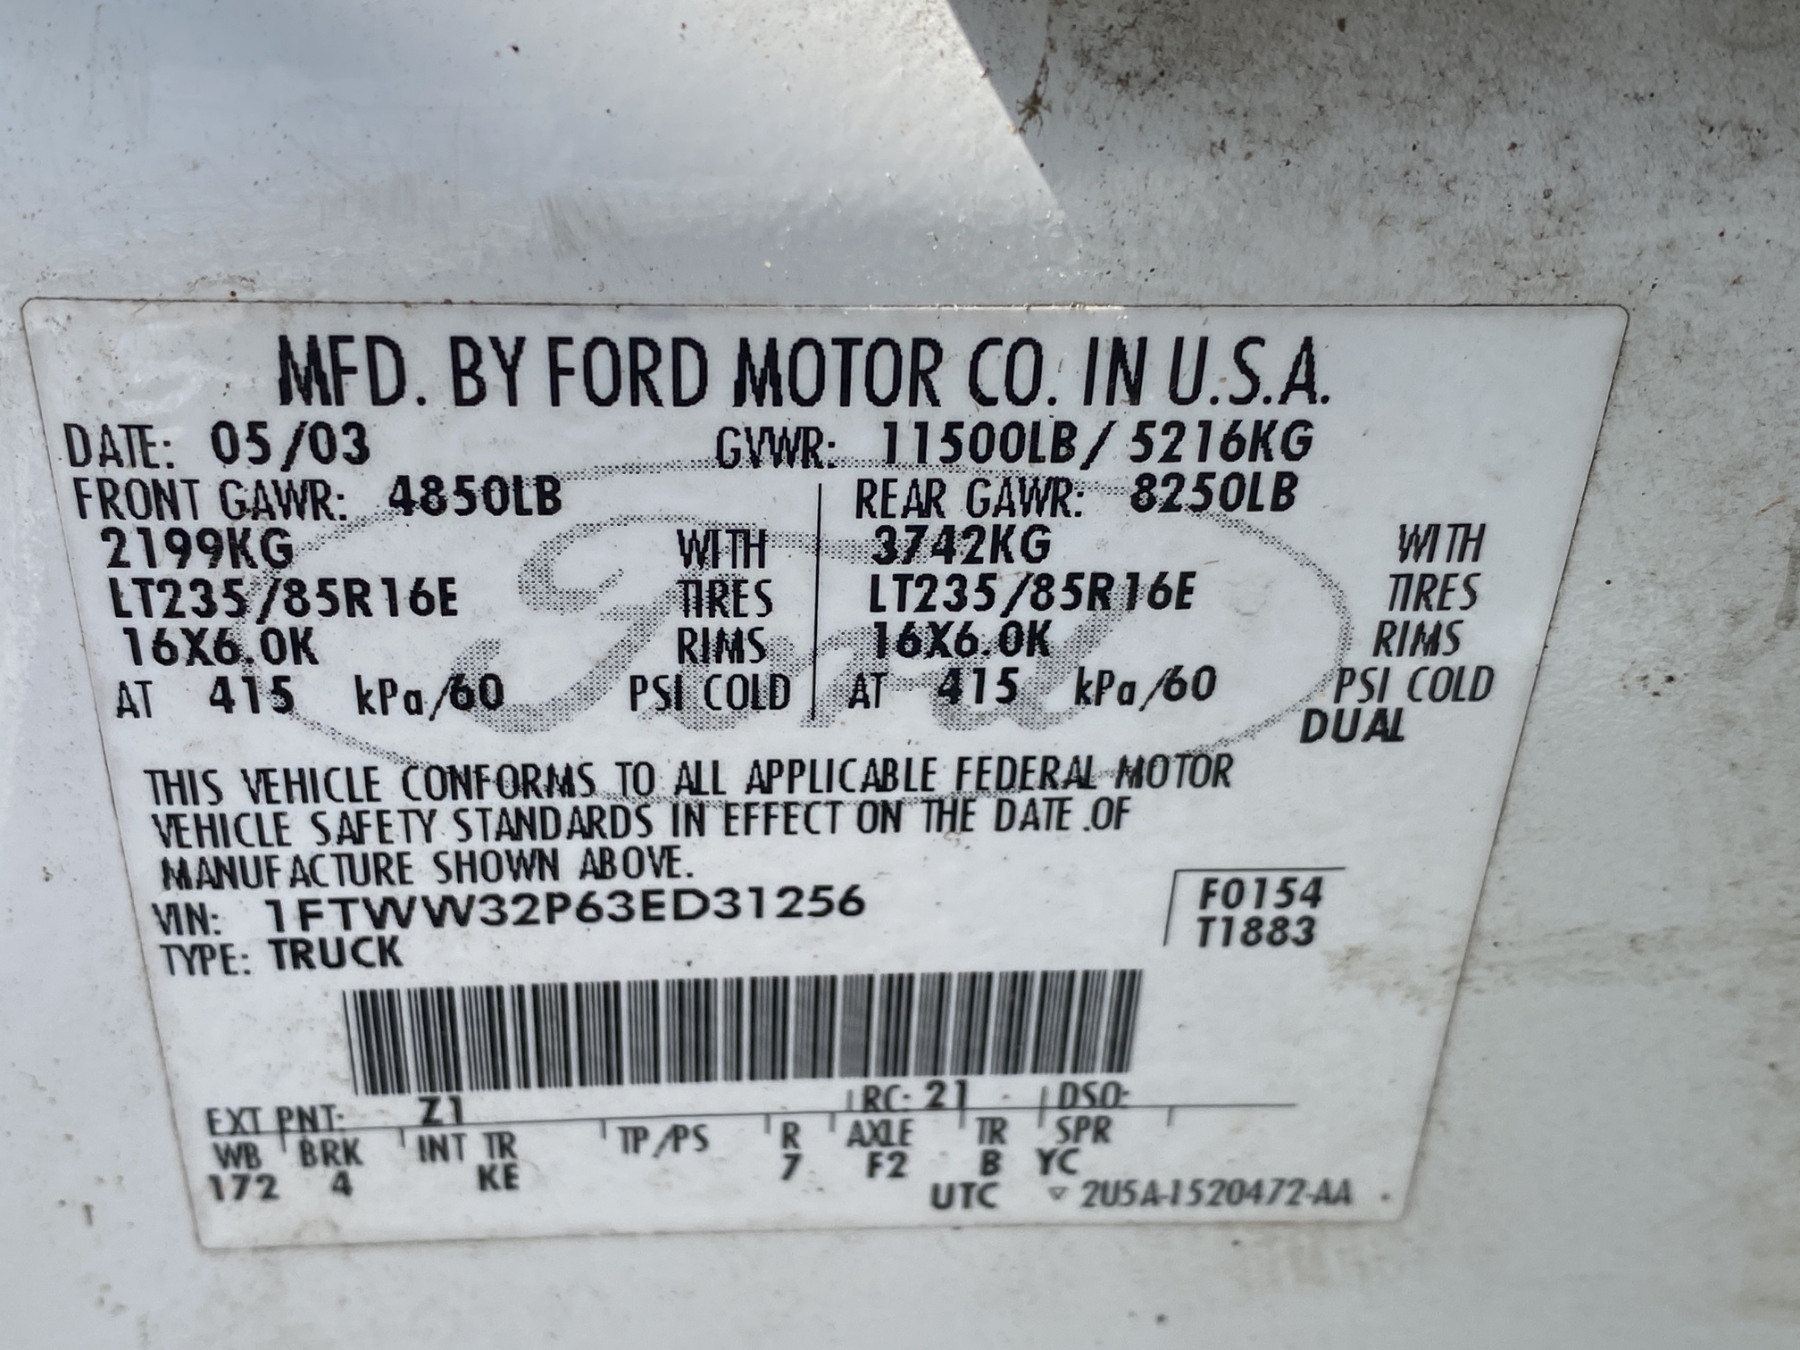 MFD. BY FORD MOTOR CO. IN U.S.A.
DATE: 05/03 GVWR: 11500LB/ 5216KG
FRONT GAWR: 4850LB REAR GAWR: 8250LB
2199KG WITH 3742KG WITH
LT235/85R16E TIRES LT235/85R16E TIRES
16X6.0K RIMS 16X6.0K RIMS
AT 415 kPa/60 PSI COLD AT 415 kPa/60 PSI COLD
DUAL
Ford
THIS VEHICLE CONFORMS TO ALL APPLICABLE FEDERAL MOTOR
VEHICLE SAFETY STANDARDS IN EFFECT ON THE DATE OF
MANUFACTURE SHOWN ABOVE.
VIN: 1FTWW32P63ED31256 F0154
TYPE: TRUCK T1883
EXT PNT: Z1 RC: 21 DSO:
WB BRK INT TR TP/PS R AXLE TR SPR
172 4 KE 7 F2 B YC
UTC ▽ 2U5A-1520472-AA